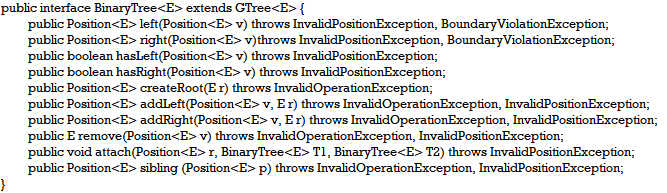 public interface BinaryTree<E> extends GTree<E> {
public Position<E> left(Position<E> v) throws InvalidPositionException, BoundaryViolationException;
public Position<E> right(Position<E> v)throws InvalidPositionException, BoundaryViolationException;
public boolean hasLeft(Position<E> v) throws InvalidPositionException;
public boolean hasRight(Position<E> v) throws InvalidPositionException;
public Position<E> createRoot(E r) throws InvalidOperationException;
public Position<E> addLeft(Position<E> v, E r) throws InvalidOperationException, InvalidPositionException;
public Position<E> addRight(Position<E> v, E r) throws InvalidOperationException, InvalidPositionException;
public E remove(Position<E> v) throws InvalidOperationException, InvalidPositionException;
public void attach(Position<E> r, BinaryTree<E> T1, BinaryTree<E> T2) throws InvalidPositionException;
public Position<E> sibling (Position<E> p) throws InvalidOperationException, InvalidPositionException;
}